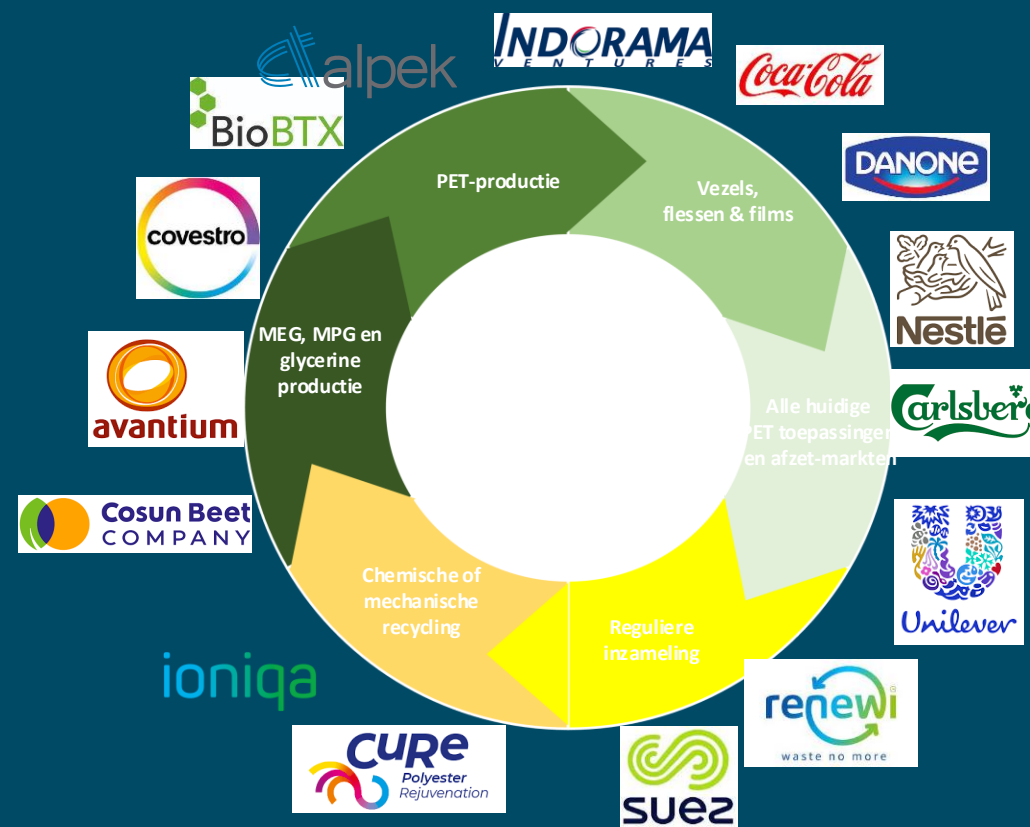 alpek
INDORAMA
VENTURES
Coca-Cola
BioBTX
DANONE
PET-productie
Vezels,
flessen & films
covestro
Nestlé
MEG, MPG en
glycerine
productie
avantium
Alle huidige
PET toepassingen
en afzet-markten
Carlsberg
Cosun Beet
COMPANY
Chemische of
mechanische
recycling
Reguliere
inzameling
Unilever
ioniqa
renewi
waste no more
CuRe
Polyester
Rejuvenation
suez